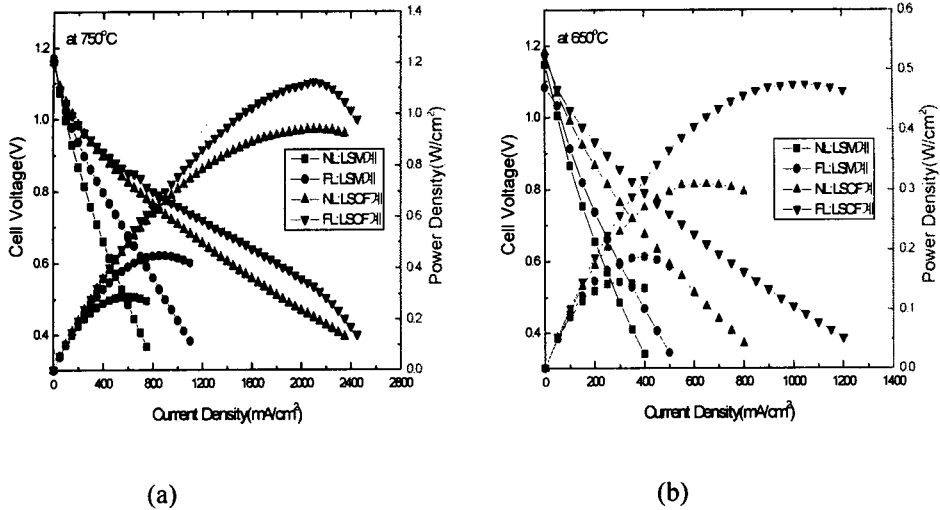 at 750°C
Cell Voltage(V)
1.2
1.0
0.8
0.6
0.4
1.4
1.2
1.0
0.8
0.6
0.4
0.2
0.0
Power Density(W/cm²)
NL:LSM계
FL:LSM계
NL:LSCF계
FL:LSCF계
0 400 800 1200 1600 2000 2400 2800
Current Density(mA/cm²)
(a)
at 650°C
Cell Voltage(V)
1.2
1.0
0.8
0.6
0.4
0.6
0.5
0.4
0.3
0.2
0.1
0.0
Power Density(W/cm²)
NL:LSM계
FL:LSM계
NL:LSCF계
FL:LSCF계
0 200 400 600 800 1000 1200 1400
Current Density(mA/cm²)
(b)